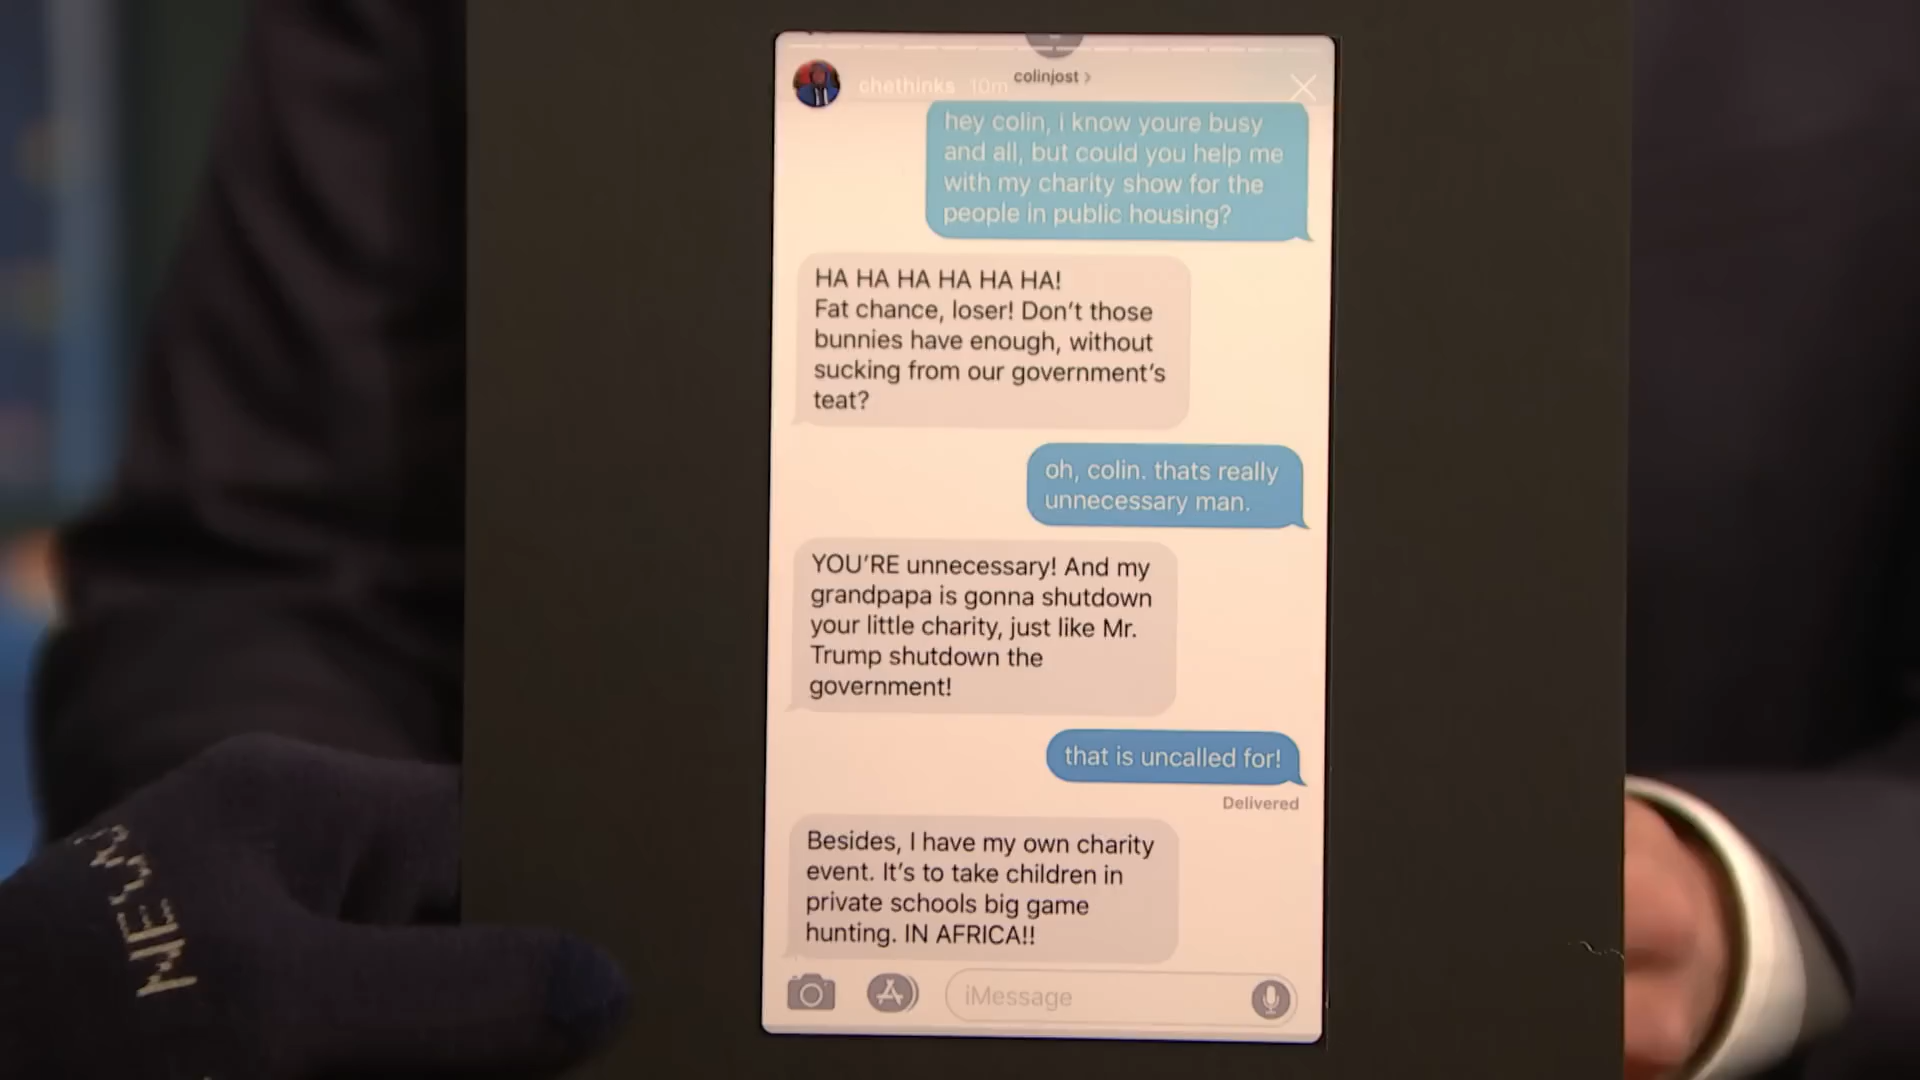 colinjost >
chethinks 10m
hey colin, i know youre busy
and all, but could you help me
with my charity show for the
people in public housing?
HA HA HA HA HA HA!
Fat chance, loser! Don't those
bunnies have enough, without
sucking from our government's
teat?
oh, colin. thats really
unnecessary man.
YOU'RE unnecessary! And my
grandpapa is gonna shutdown
your little charity, just like Mr.
Trump shutdown the
government!
that is uncalled for!
Delivered
Besides, I have my own charity
event. It's to take children in
private schools big game
hunting. IN AFRICA!!
iMessage